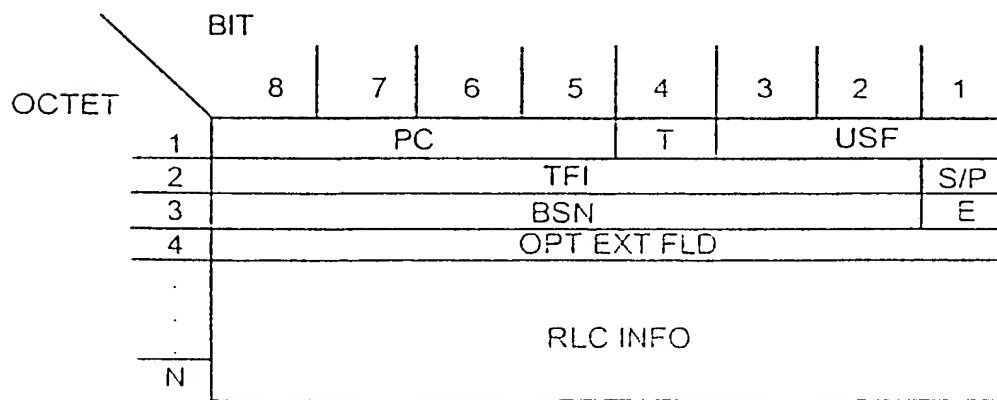 BIT
OCTET
8 7 6 5 4 3 2 1
1 PC T USF
2 TFI S/P
3 BSN E
4 OPT EXT FLD
.
.
.
RLC INFO
N